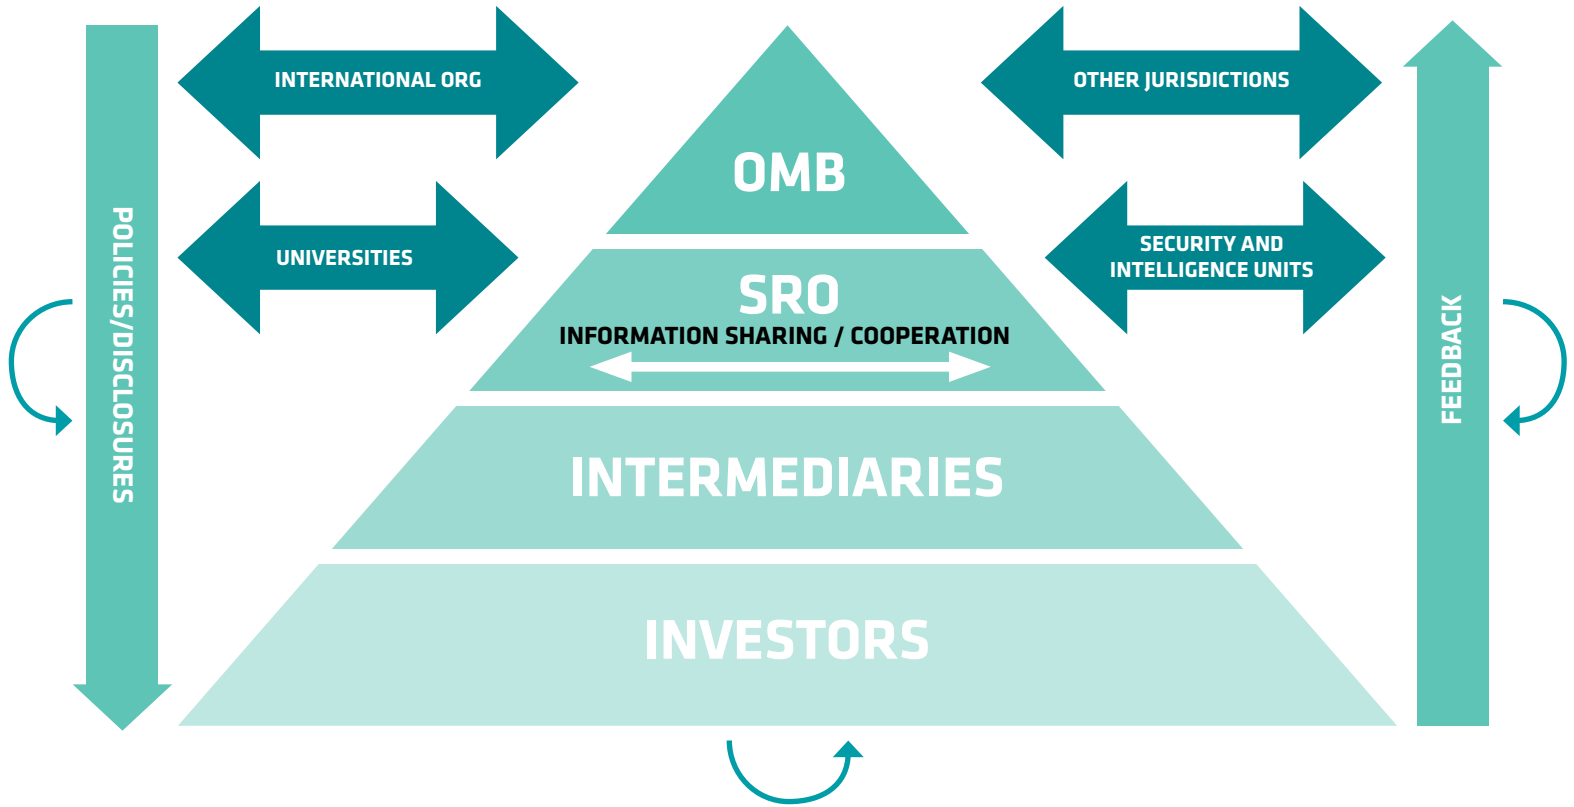 INTERNATIONAL ORG
OTHER JURISDICTIONS
OMB
POLICIES/DISCLOSURES
UNIVERSITIES
SECURITY AND
INTELLIGENCE UNITS
SRO
INFORMATION SHARING / COOPERATION
FEEDBACK
INTERMEDIARIES
INVESTORS